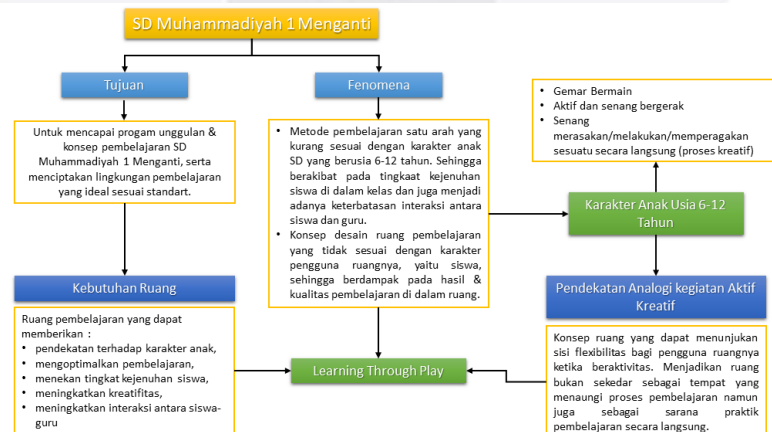 SD Muhammadiyah 1 Menganti
Tujuan
Fenomena
Untuk mencapai progam unggulan &
konsep pembelajaran SD
Muhammadiyah 1 Menganti, serta
menciptakan lingkungan pembelajaran
yang ideal sesuai standart.
• Metode pembelajaran satu arah yang
kurang sesuai dengan karakter anak
SD yang berusia 6-12 tahun. Sehingga
berakibat pada tingkaat kejenuhan
siswa di dalam kelas dan juga menjadi
adanya keterbatasan interaksi antara
siswa dan guru.
• Konsep desain ruang pembelajaran
yang tidak sesuai dengan karakter
pengguna ruangnya, yaitu siswa,
sehingga berdampak pada hasil &
kualitas pembelajaran di dalam ruang.
• Gemar Bermain
• Aktif dan senang bergerak
• Senang
merasakan/melakukan/memperagakan
sesuatu secara langsung (proses kreatif)
Karakter Anak Usia 6-12
Tahun
Kebutuhan Ruang
Pendekatan Analogi kegiatan Aktif
Kreatif
Ruang pembelajaran yang dapat
memberikan :
• pendekatan terhadap karakter anak,
• mengoptimalkan pembelajaran,
• menekan tingkat kejenuhan siswa,
• meningkatkan kreatifitas,
• meningkatkan interaksi antara siswa-
guru
Learning Through Play
Konsep ruang yang dapat menunjukan
sisi flexibilitas bagi pengguna ruangnya
ketika beraktivitas. Menjadikan ruang
bukan sekedar sebagai tempat yang
menaungi proses pembelajaran namun
juga sebagai sarana praktik
pembelajaran secara langsung.